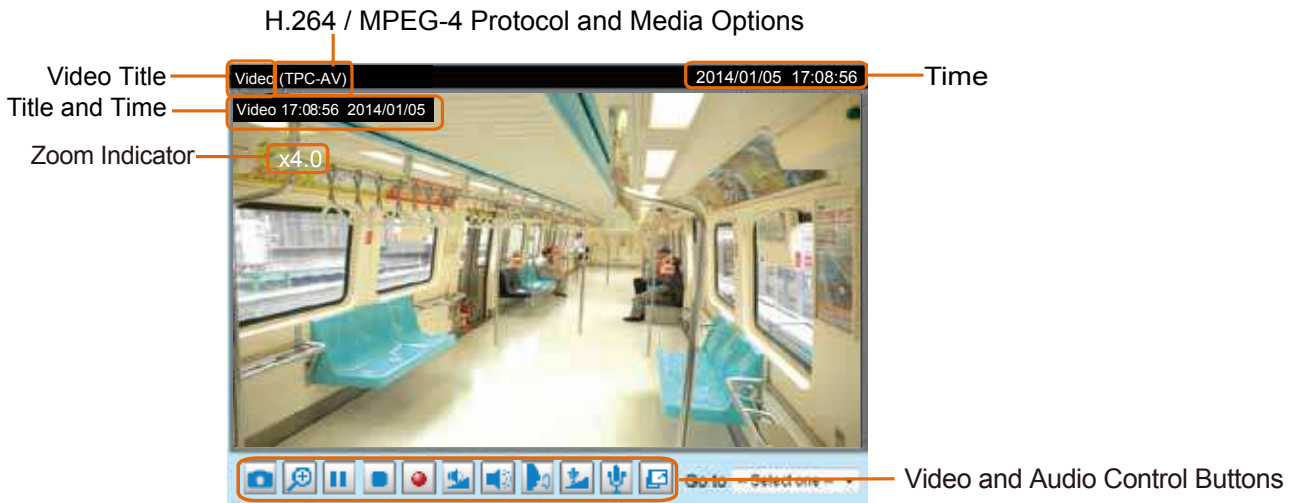 H.264 / MPEG-4 Protocol and Media Options
Video Title
Video (TPC-AV)
2014/01/05 17:08:56
Time
Title and Time
Video 17:08:56 2014/01/05
Zoom Indicator
x4.0
Go to
-- Select one --
Video and Audio Control Buttons